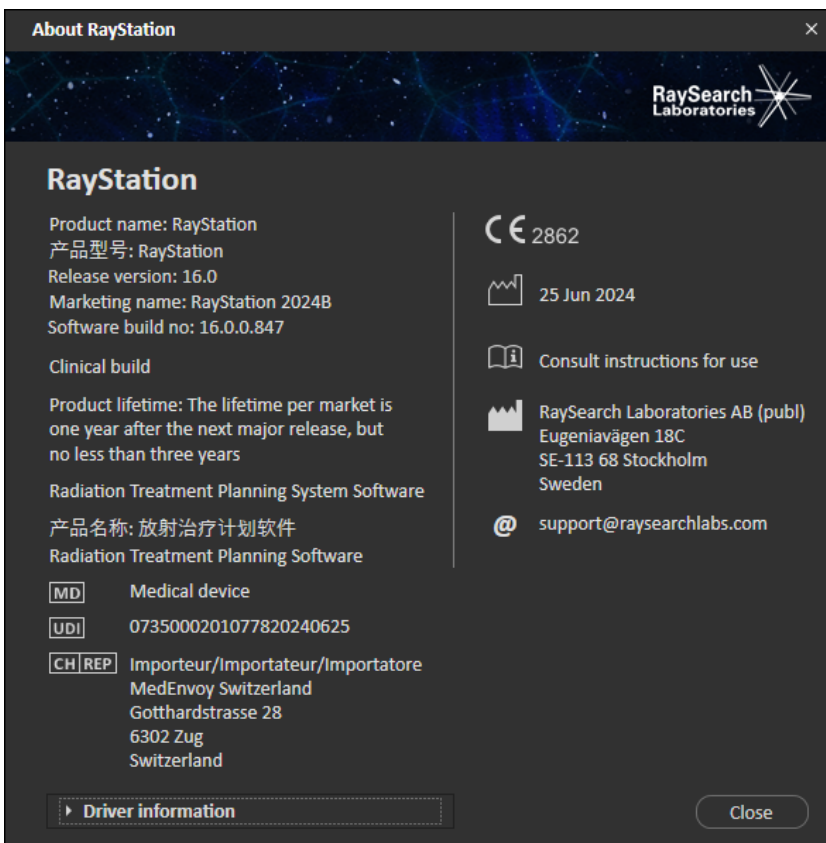 About RayStation
RaySearch
Laboratories
RayStation
Product name: RayStation
产品型号: RayStation
Release version: 16.0
Marketing name: RayStation 2024B
Software build no: 16.0.0.847
Clinical build
Product lifetime: The lifetime per market is
one year after the next major release, but
no less than three years
Radiation Treatment Planning System Software
产品名称: 放射治疗计划软件
Radiation Treatment Planning Software
MD Medical device
UDI 0735000201077820240625
CH REP Importeur/Importateur/Importatore
MedEnvoy Switzerland
Gotthardstrasse 28
6302 Zug
Switzerland
CE 2862
25 Jun 2024
i Consult instructions for use
RaySearch Laboratories AB (publ)
Eugeniavägen 18C
SE-113 68 Stockholm
Sweden
@ support@raysearchlabs.com
Driver information
Close